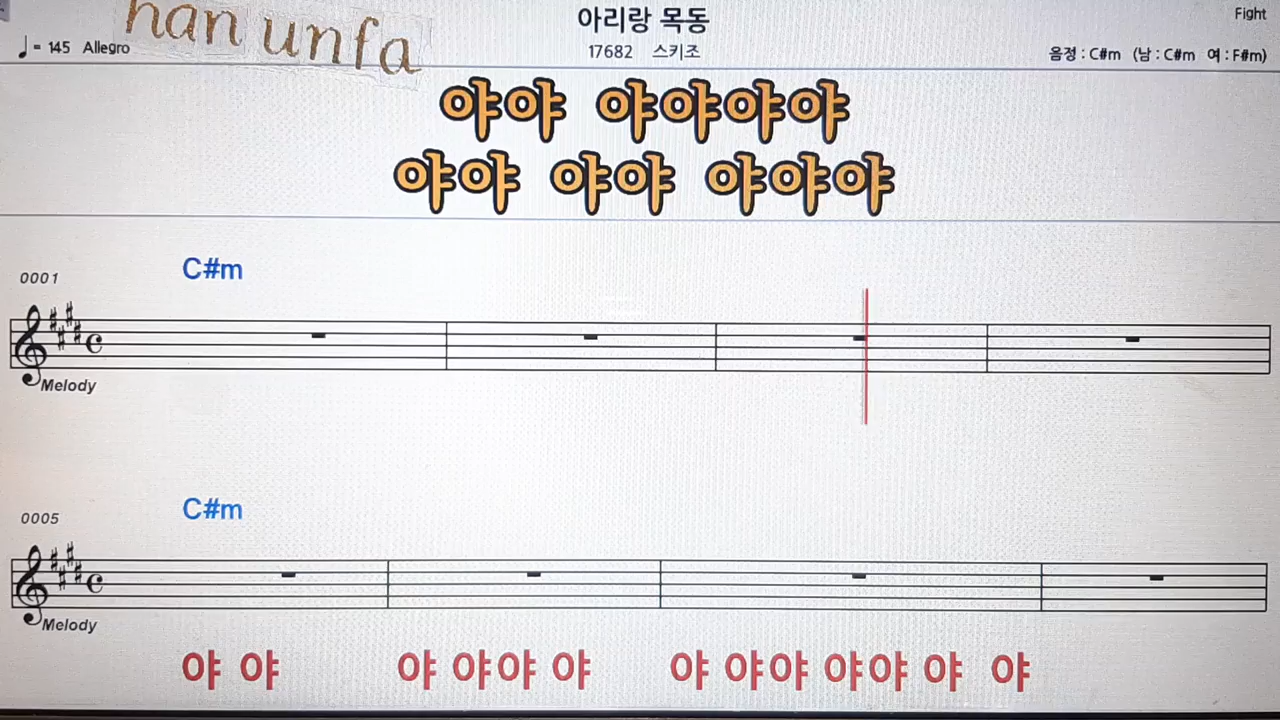 han unfa
아리랑 목동
Fight
♩= 145 Allegro
17682 스키조
음정 : C#m (남 : C#m 여 : F#m)
야야 야야야야
야야 야야 야야야
C#m
0001
Melody
C#m
0005
Melody
야 야 야 야야 야 야 야야 야야 야 야